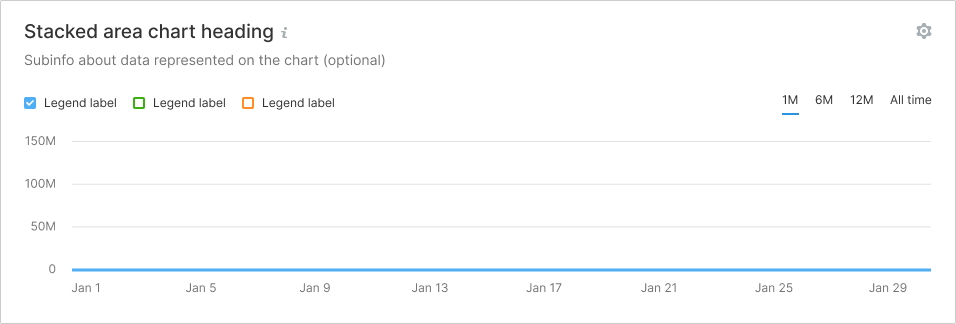 Stacked area chart heading i
Subinfo about data represented on the chart (optional)
Legend label Legend label Legend label 1M 6M 12M All time
150M
100M
50M
0
Jan 1 Jan 5 Jan 9 Jan 13 Jan 17 Jan 21 Jan 25 Jan 29